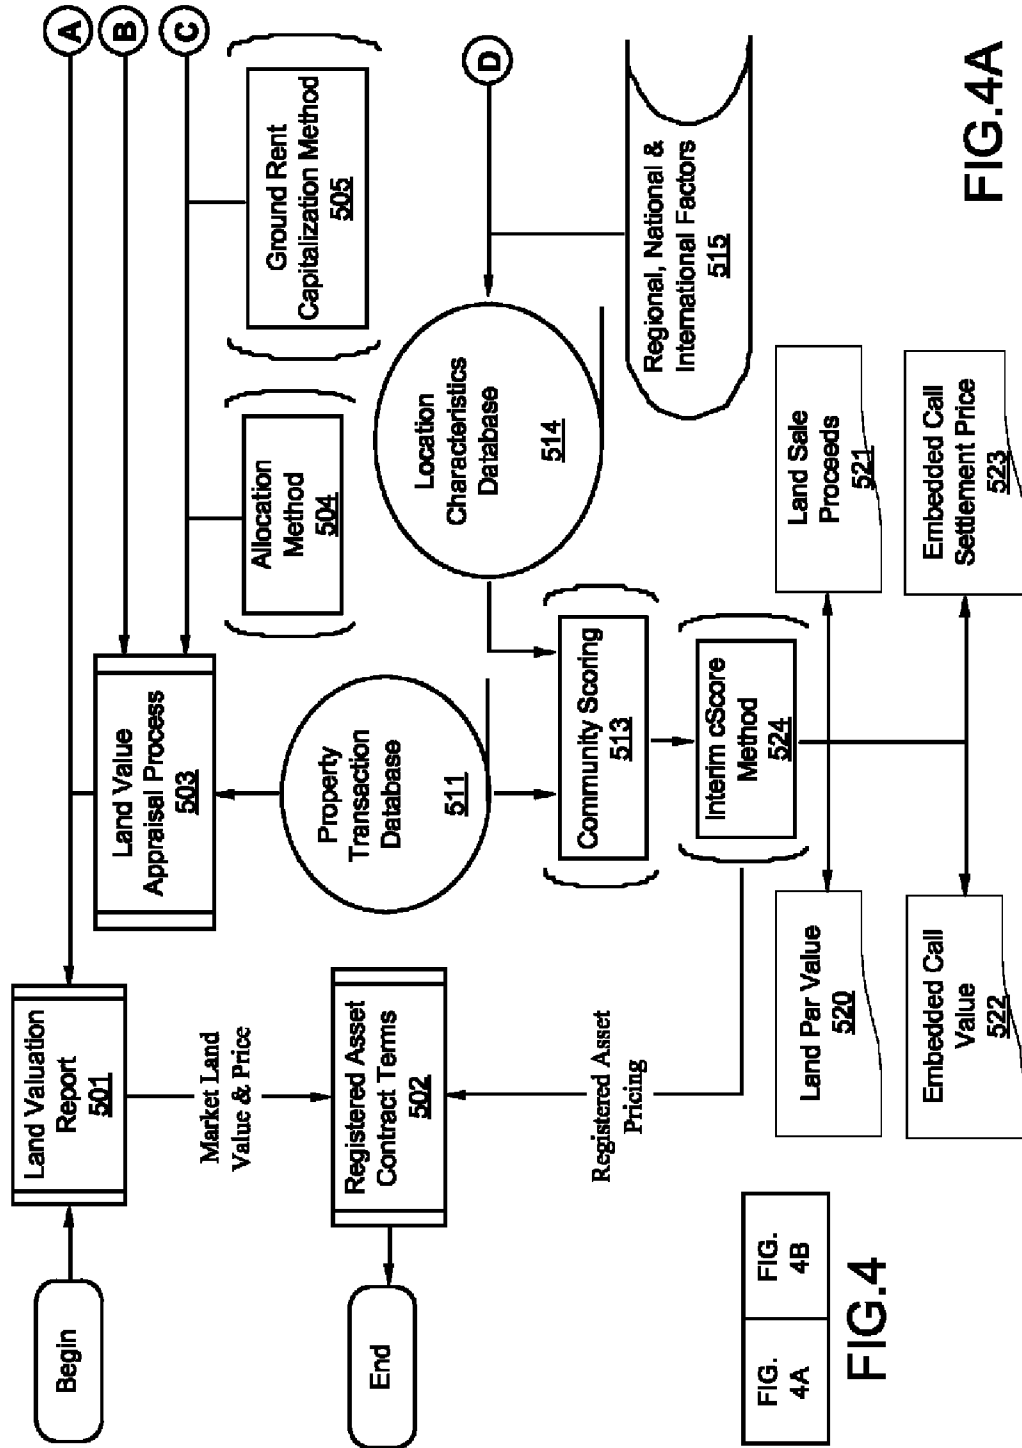 A
B
C
Begin
Land Valuation
Report
501
Land Value
Appraisal Process
503
Allocation
Method
504
Ground Rent
Capitalization Method
505
Market Land
Value & Price
Property
Transaction
Database
511
Location
Characteristics
Database
514
D
End
Registered Asset
Contract Terms
502
Community Scoring
513
Regional, National &
International Factors
515
Registered Asset
Pricing
Interim cScore
Method
524
Land Par Value
520
Land Sale
Proceeds
521
Embedded Call
Value
522
Embedded Call
Settlement Price
523
FIG.
4A
FIG.
4B
FIG.4
FIG.4A